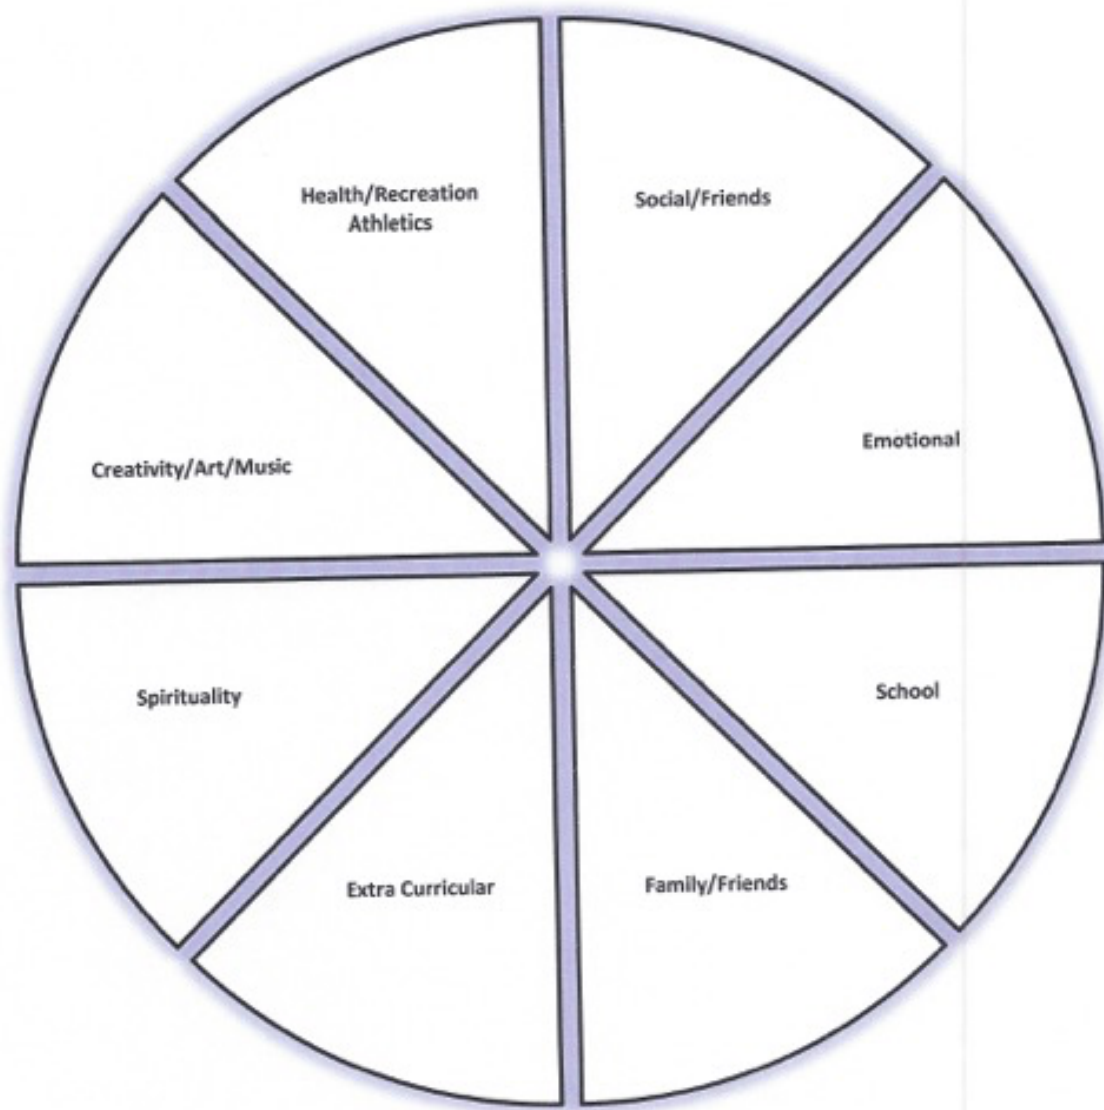 Health/Recreation
Athletics
Social/Friends
Emotional
Creativity/Art/Music
School
Spirituality
Family/Friends
Extra Curricular